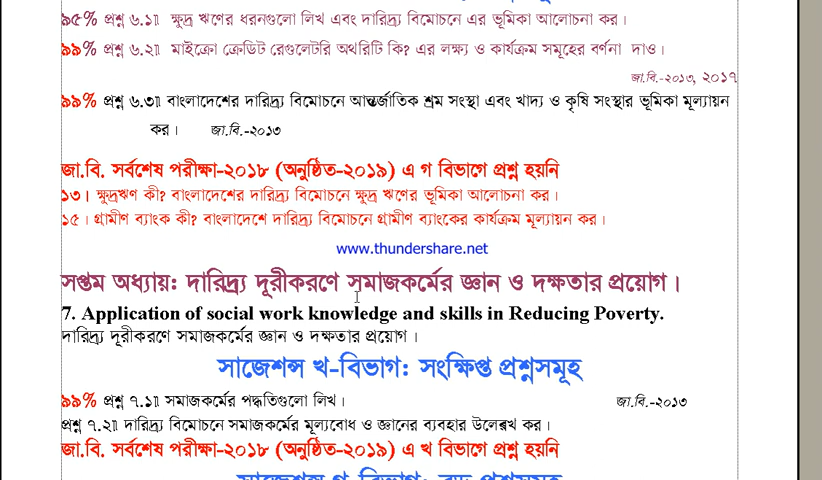 ৯৫% প্রশ্ন ৬.১॥ ক্ষুদ্র ঋণের ধরনগুলো লিখ এবং দারিদ্র্য বিমোচনে এর ভূমিকা আলোচনা কর।
৯৯% প্রশ্ন ৬.২॥ মাইক্রো ক্রেডিট রেগুলেটরি অথরিটি কি? এর লক্ষ্য ও কার্যক্রম সমূহের বর্ণনা দাও।
জা.বি.-২০১৩, ২০১৭
৯৯% প্রশ্ন ৬.৩॥ বাংলাদেশের দারিদ্র্য বিমোচনে আন্তর্জাতিক শ্রম সংস্থা এবং খাদ্য ও কৃষি সংস্থার ভূমিকা মূল্যায়ন
কর। জা.বি.-২০১৩
জা.বি. সর্বশেষ পরীক্ষা-২০১৮ (অনুষ্ঠিত-২০১৯) এ গ বিভাগে প্রশ্ন হয়নি
১৩। ক্ষুদ্রঋণ কী? বাংলাদেশের দারিদ্র্য বিমোচনে ক্ষুদ্র ঋণের ভূমিকা আলোচনা কর।
১৫। গ্রামীণ ব্যাংক কী? বাংলাদেশে দারিদ্র্য বিমোচনে গ্রামীণ ব্যাংকের কার্যক্রম মূল্যায়ন কর।
www.thundershare.net
সপ্তম অধ্যায়: দারিদ্র্য দূরীকরণে সমাজকর্মের জ্ঞান ও দক্ষতার প্রয়োগ।
7. Application of social work knowledge and skills in Reducing Poverty.
দারিদ্র্য দূরীকরণে সমাজকর্মের জ্ঞান ও দক্ষতার প্রয়োগ।
সাজেশন্স খ-বিভাগ: সংক্ষিপ্ত প্রশ্নসমূহ
৯৯% প্রশ্ন ৭.১॥ সমাজকর্মের পদ্ধতিগুলো লিখ। জা.বি.-২০১৩
প্রশ্ন ৭.২॥ দারিদ্র্য বিমোচনে সমাজকর্মের মূল্যবোধ ও জ্ঞানের ব্যবহার উলেৱখ কর।
জা.বি. সর্বশেষ পরীক্ষা-২০১৮ (অনুষ্ঠিত-২০১৯) এ খ বিভাগে প্রশ্ন হয়নি